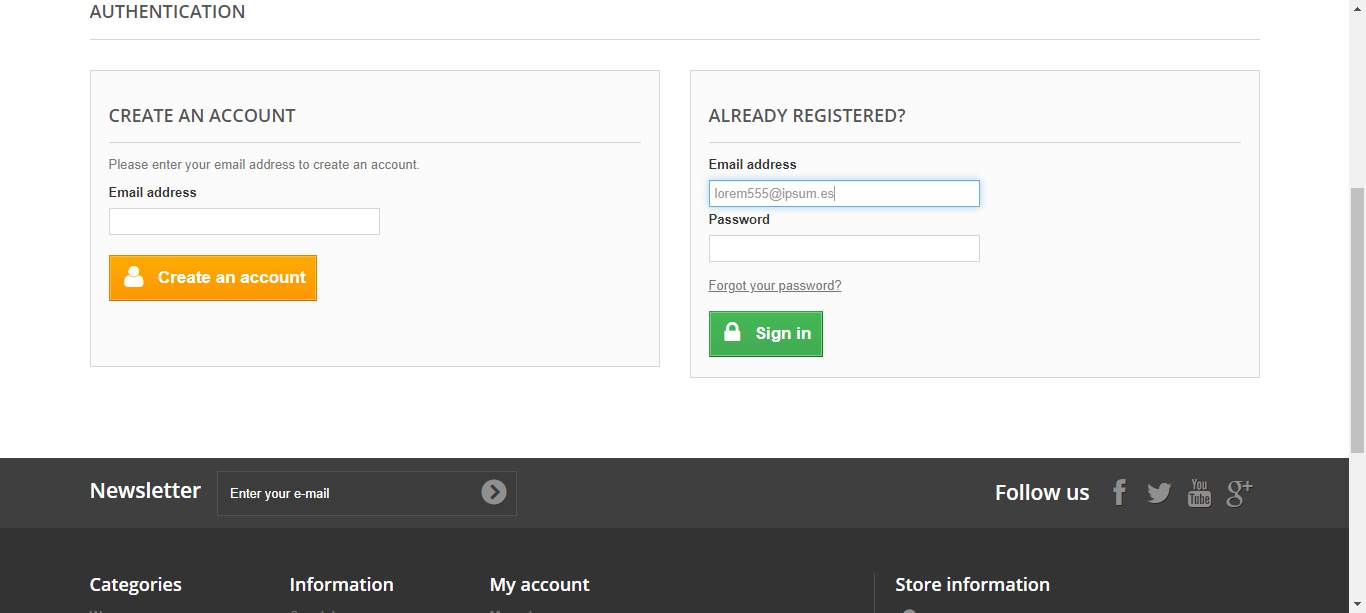 AUTHENTICATION
CREATE AN ACCOUNT
Please enter your email address to create an account.
Email address
Create an account
ALREADY REGISTERED?
Email address
lorem555@ipsum.es
Password
Forgot your password?
Sign in
Newsletter
Enter your e-mail
Follow us
You
Tube
g+
Categories
Information
My account
Store information